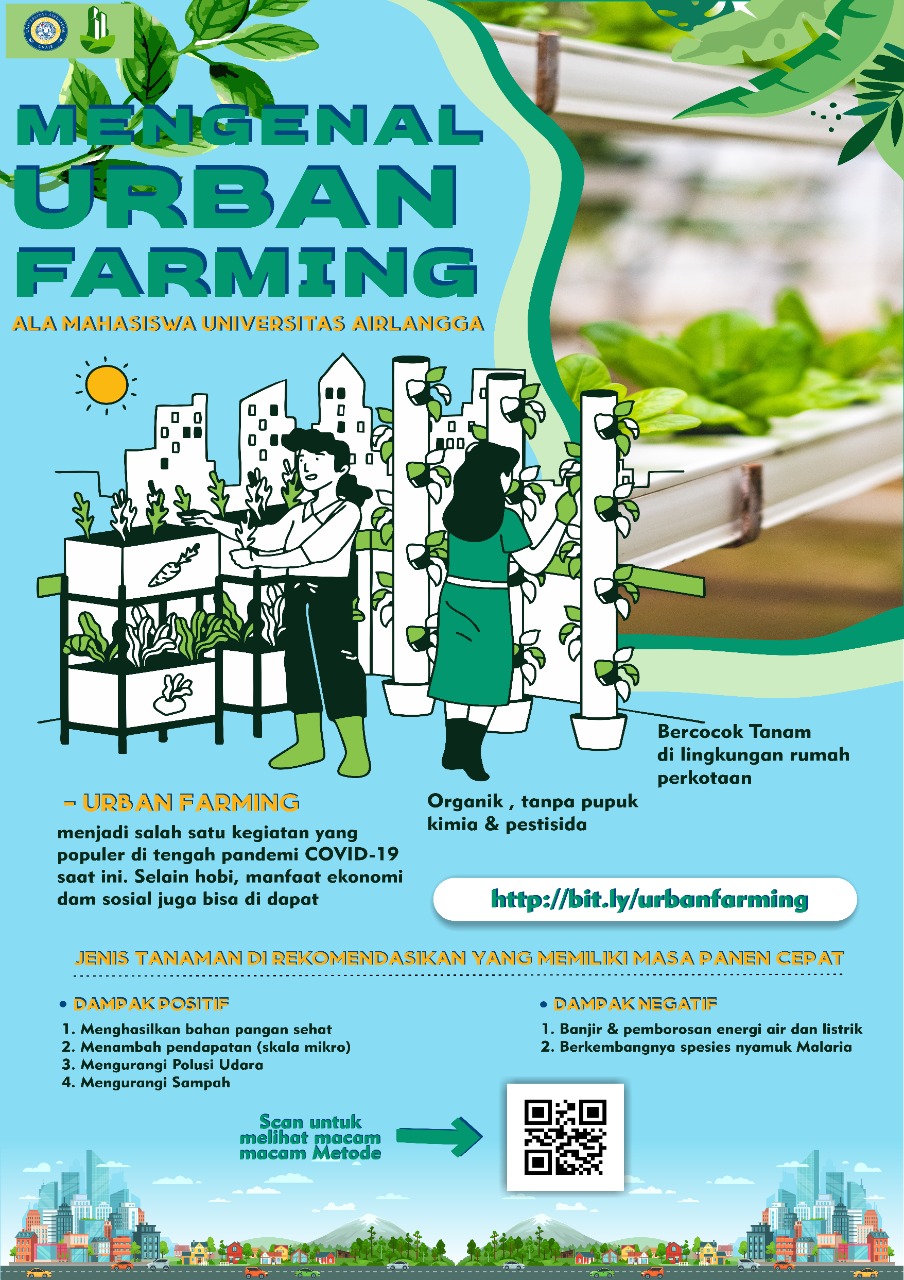 MENGENAL
URBAN
FARMING
ALA MAHASISWA UNIVERSITAS AIRLANGGA
Bercocok Tanam
di lingkungan rumah
perkotaan
– URBAN FARMING
menjadi salah satu kegiatan yang
populer di tengah pandemi COVID-19
saat ini. Selain hobi, manfaat ekonomi
dam sosial juga bisa di dapat
Organik , tanpa pupuk
kimia & pestisida
http://bit.ly/urbanfarming
JENIS TANAMAN DI REKOMENDASIKAN YANG MEMILIKI MASA PANEN CEPAT
• DAMPAK POSITIF
1. Menghasilkan bahan pangan sehat
2. Menambah pendapatan (skala mikro)
3. Mengurangi Polusi Udara
4. Mengurangi Sampah
• DAMPAK NEGATIF
1. Banjir & pemborosan energi air dan listrik
2. Berkembangnya spesies nyamuk Malaria
Scan untuk
melihat macam
macam Metode